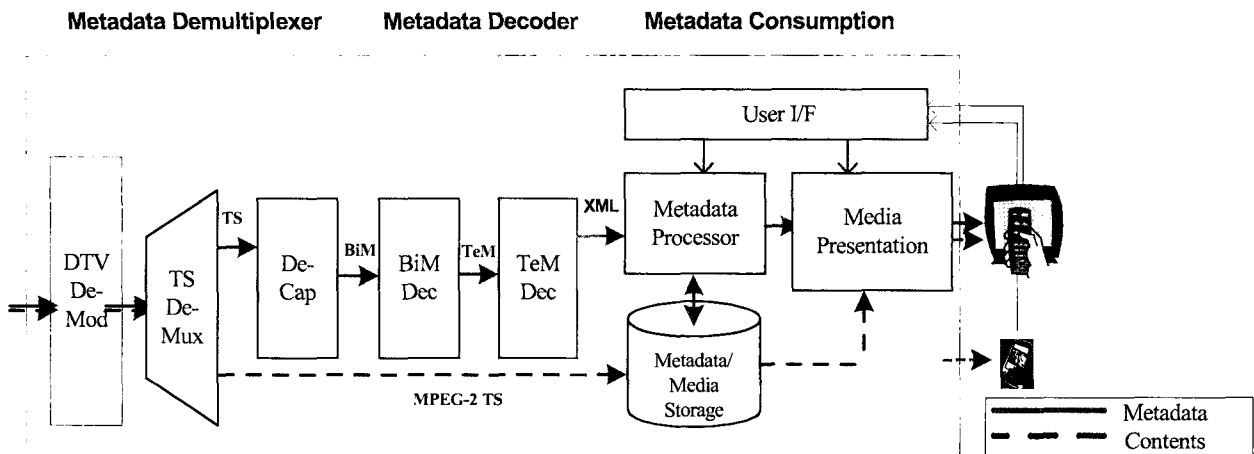 Metadata Demultiplexer
Metadata Decoder
Metadata Consumption
User I/F
DTV
De-
Mod
TS
De-
Mux
TS
De-
Cap
BiM
BiM
Dec
TeM
TeM
Dec
XML
Metadata
Processor
Media
Presentation
Metadata/
Media
Storage
MPEG-2 TS
Metadata
Contents